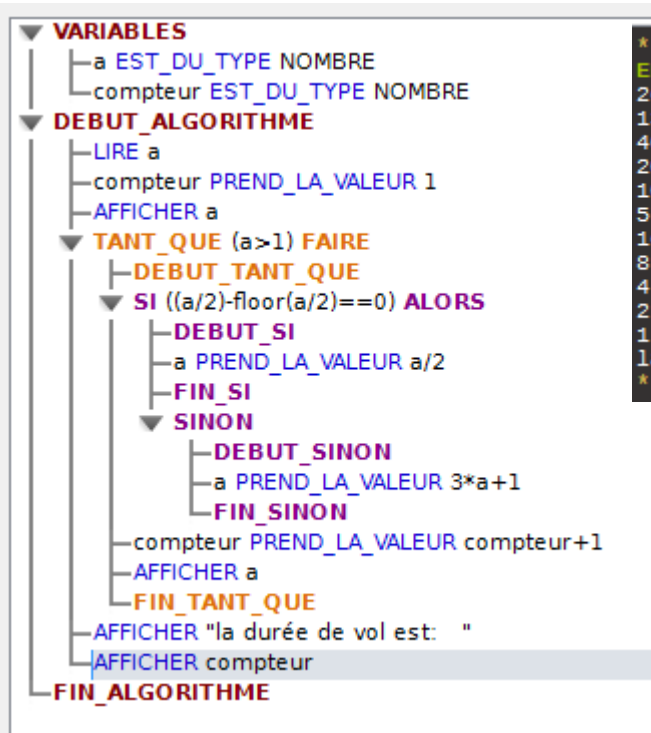 VARIABLES
a EST_DU_TYPE NOMBRE
compteur EST_DU_TYPE NOMBRE
DEBUT_ALGORITHME
LIRE a
compteur PREND_LA_VALEUR 1
AFFICHER a
TANT_QUE (a>1) FAIRE
DEBUT_TANT_QUE
SI ((a/2)-floor(a/2)==0) ALORS
DEBUT_SI
a PREND_LA_VALEUR a/2
FIN_SI
SINON
DEBUT_SINON
a PREND_LA_VALEUR 3*a+1
FIN_SINON
compteur PREND_LA_VALEUR compteur+1
AFFICHER a
FIN_TANT_QUE
AFFICHER "la durée de vol est:   "
AFFICHER compteur
FIN_ALGORITHME